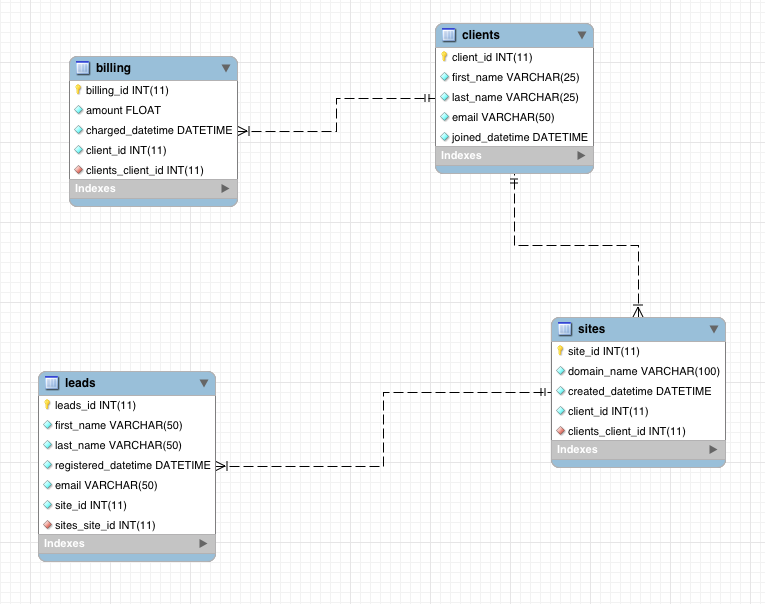 clients
client_id INT(11)
first_name VARCHAR(25)
last_name VARCHAR(25)
email VARCHAR(50)
joined_datetime DATETIME
Indexes
billing
billing_id INT(11)
amount FLOAT
charged_datetime DATETIME
client_id INT(11)
clients_client_id INT(11)
Indexes
sites
site_id INT(11)
domain_name VARCHAR(100)
created_datetime DATETIME
client_id INT(11)
clients_client_id INT(11)
Indexes
leads
leads_id INT(11)
first_name VARCHAR(50)
last_name VARCHAR(50)
registered_datetime DATETIME
email VARCHAR(50)
site_id INT(11)
sites_site_id INT(11)
Indexes